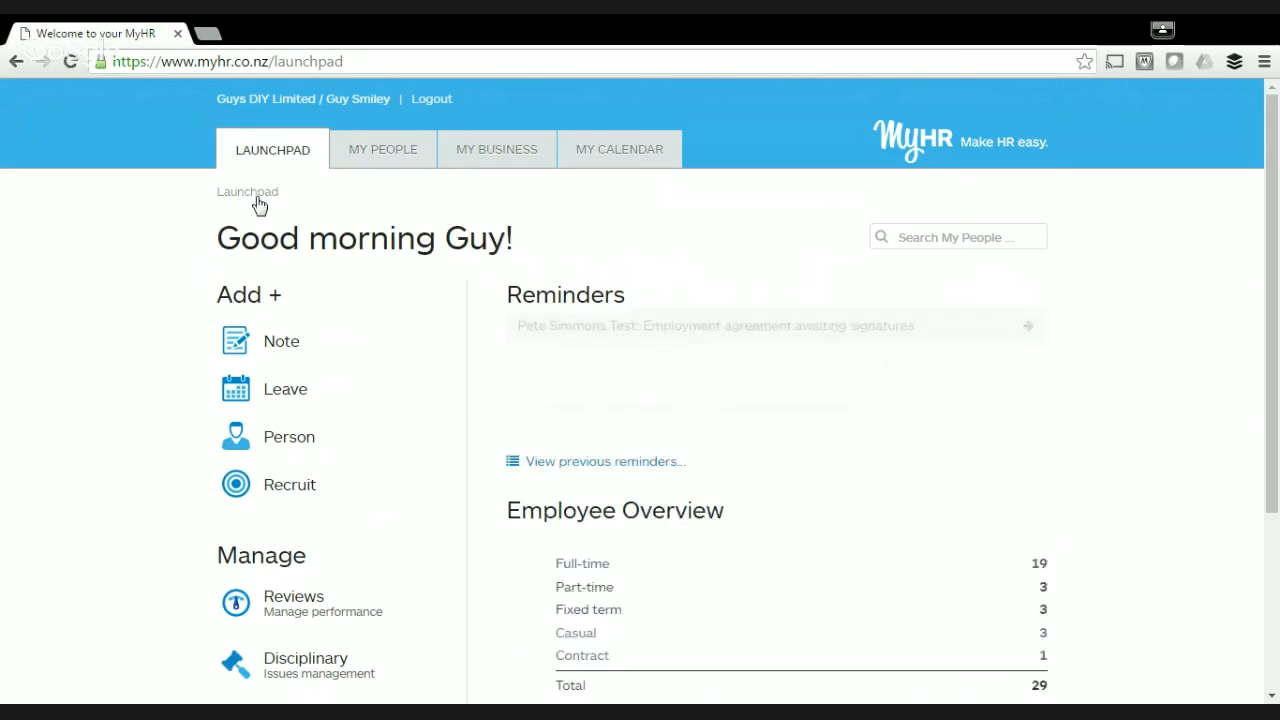 Welcome to your MyHR
https://www.myhr.co.nz/launchpad
Guys DIY Limited / Guy Smiley | Logout
LAUNCHPAD
MY PEOPLE
MY BUSINESS
MY CALENDAR
MyHR Make HR easy.
Launchpad
Good morning Guy!
Search My People ...
Add +
Note
Leave
Person
Recruit
Manage
Reviews
Manage performance
Disciplinary
Issues management
Reminders
Pete Simmons Test: Employment agreement awaiting signatures
View previous reminders...
Employee Overview
Full-time 19
Part-time 3
Fixed term 3
Casual 3
Contract 1
Total 29